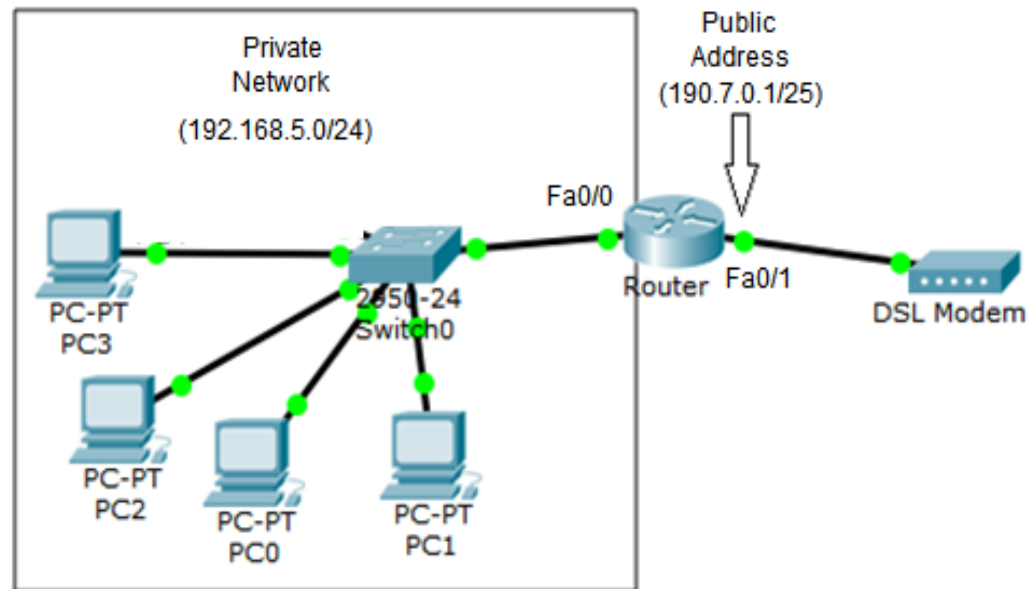 Private
Network
(192.168.5.0/24)
Public
Address
(190.7.0.1/25)
Fa0/0
Router
Fa0/1
DSL Modem
2950-24
Switch0
PC-PT
PC3
PC-PT
PC2
PC-PT
PC0
PC-PT
PC1